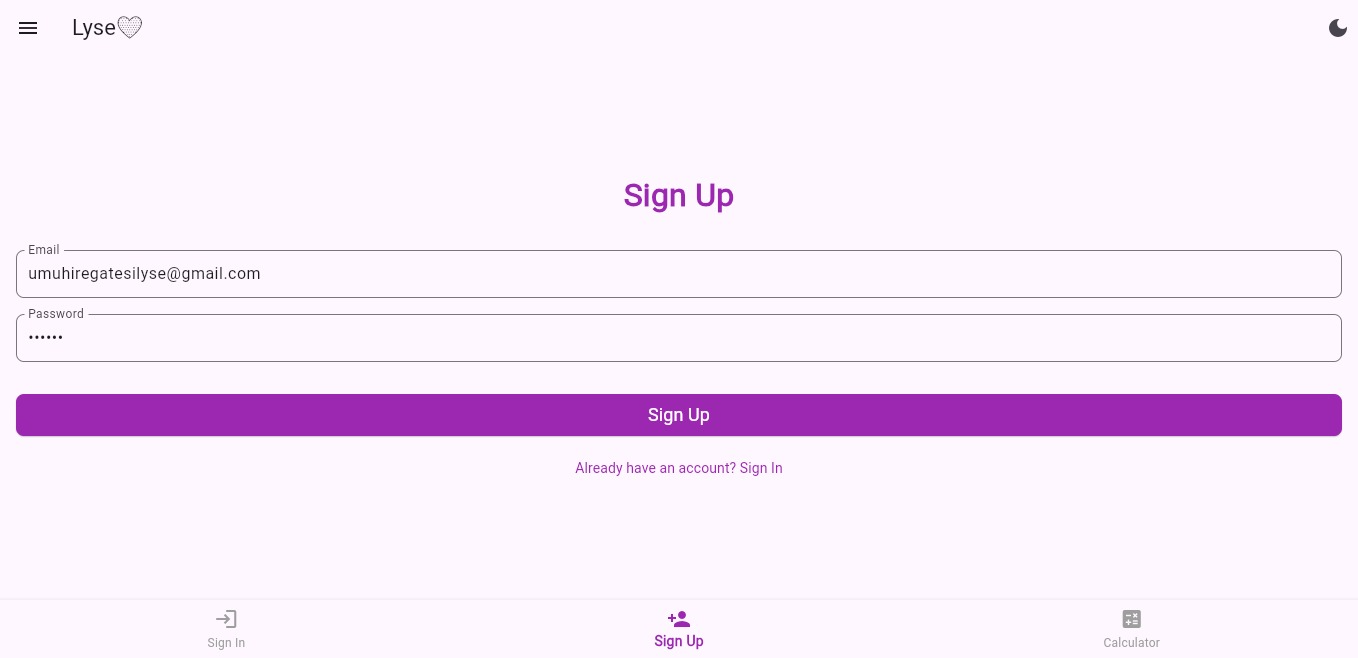 Lyse
Sign Up
Email
umuhiregatesilyse@gmail.com
Password
••••••
Sign Up
Already have an account? Sign In
Sign In
Sign Up
Calculator